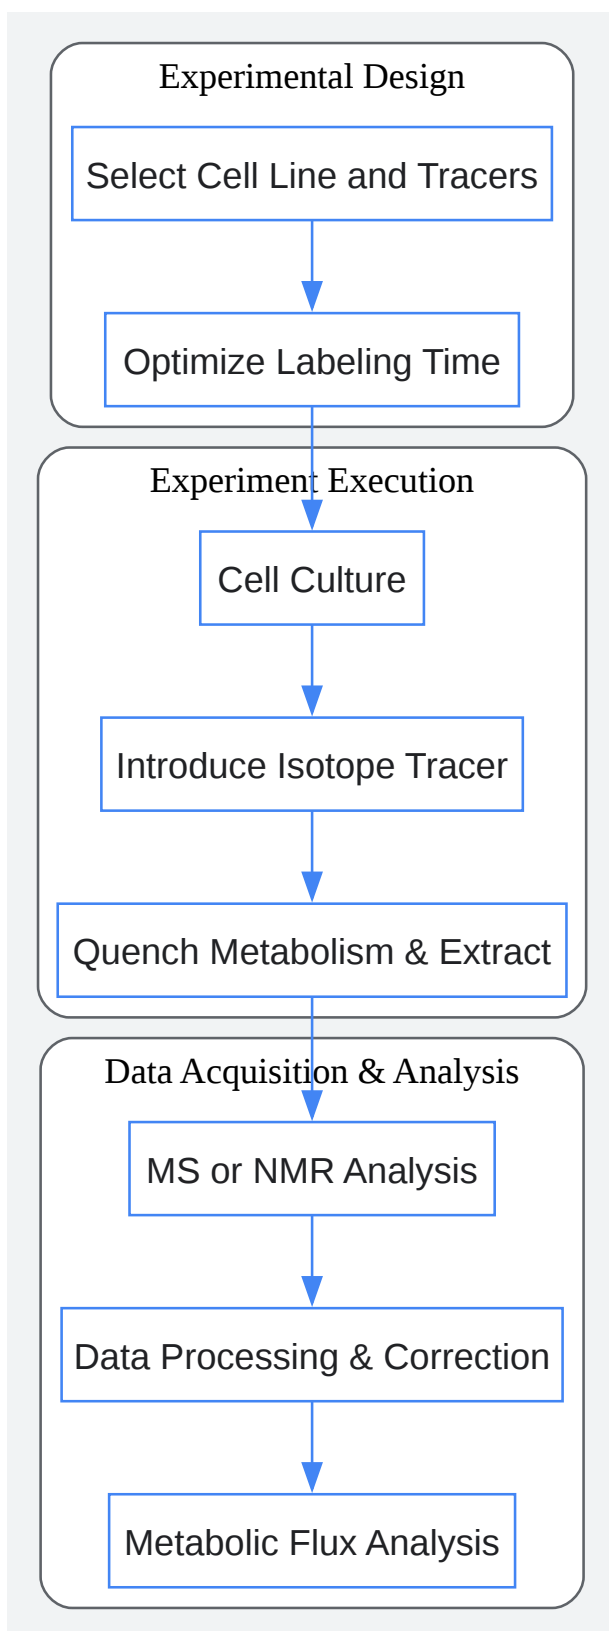 Experimental Design
Select Cell Line and Tracers
Optimize Labeling Time
Experiment Execution
Cell Culture
Introduce Isotope Tracer
Quench Metabolism & Extract
Data Acquisition & Analysis
MS or NMR Analysis
Data Processing & Correction
Metabolic Flux Analysis